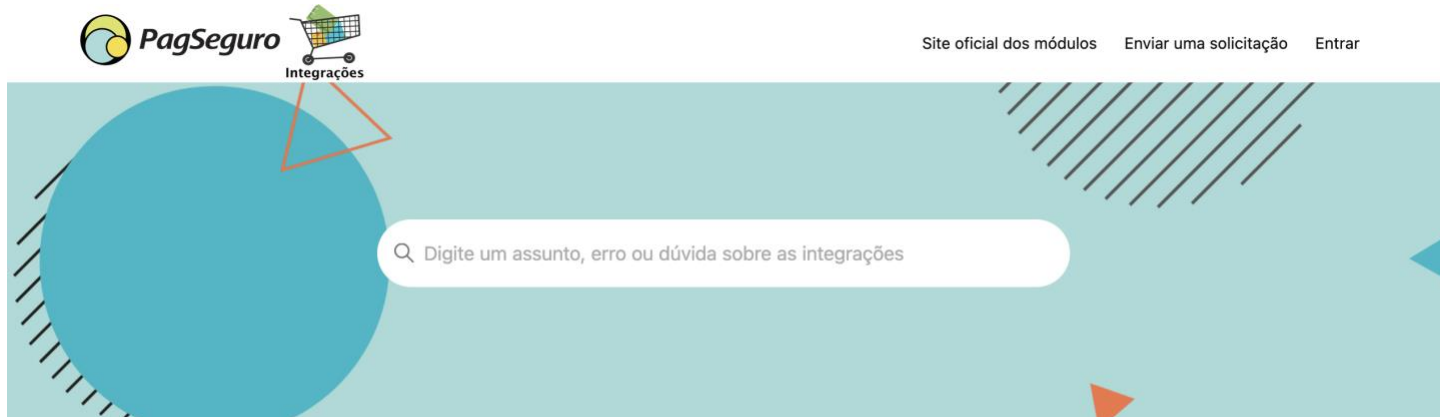 PagSeguro
Integrações
Site oficial dos módulos Enviar uma solicitação Entrar
Digite um assunto, erro ou dúvida sobre as integrações